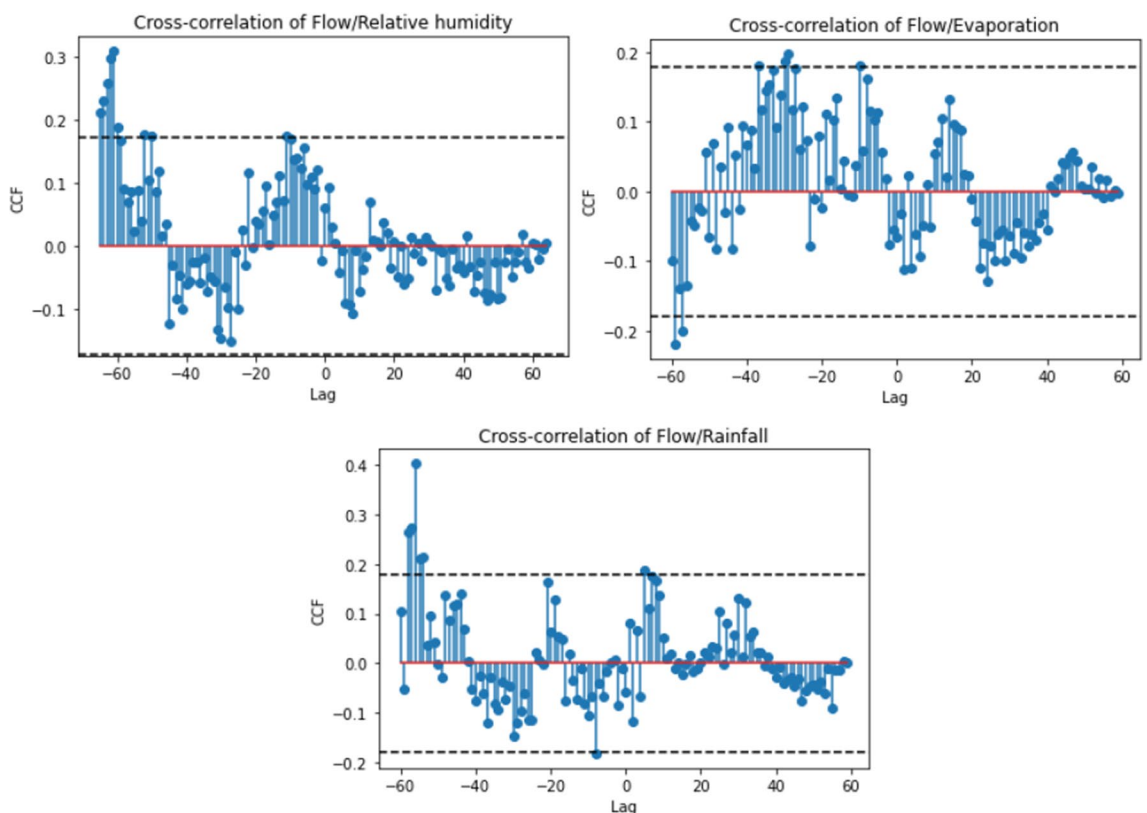 Cross-correlation of Flow/Relative humidity
0.3
0.2
0.1
0.0
−0.1
CCF
−60 −40 −20 0 20 40 60
Lag
Cross-correlation of Flow/Evaporation
0.2
0.1
0.0
−0.1
−0.2
CCF
−60 −40 −20 0 20 40 60
Lag
Cross-correlation of Flow/Rainfall
0.4
0.3
0.2
0.1
0.0
−0.1
−0.2
CCF
−60 −40 −20 0 20 40 60
Lag